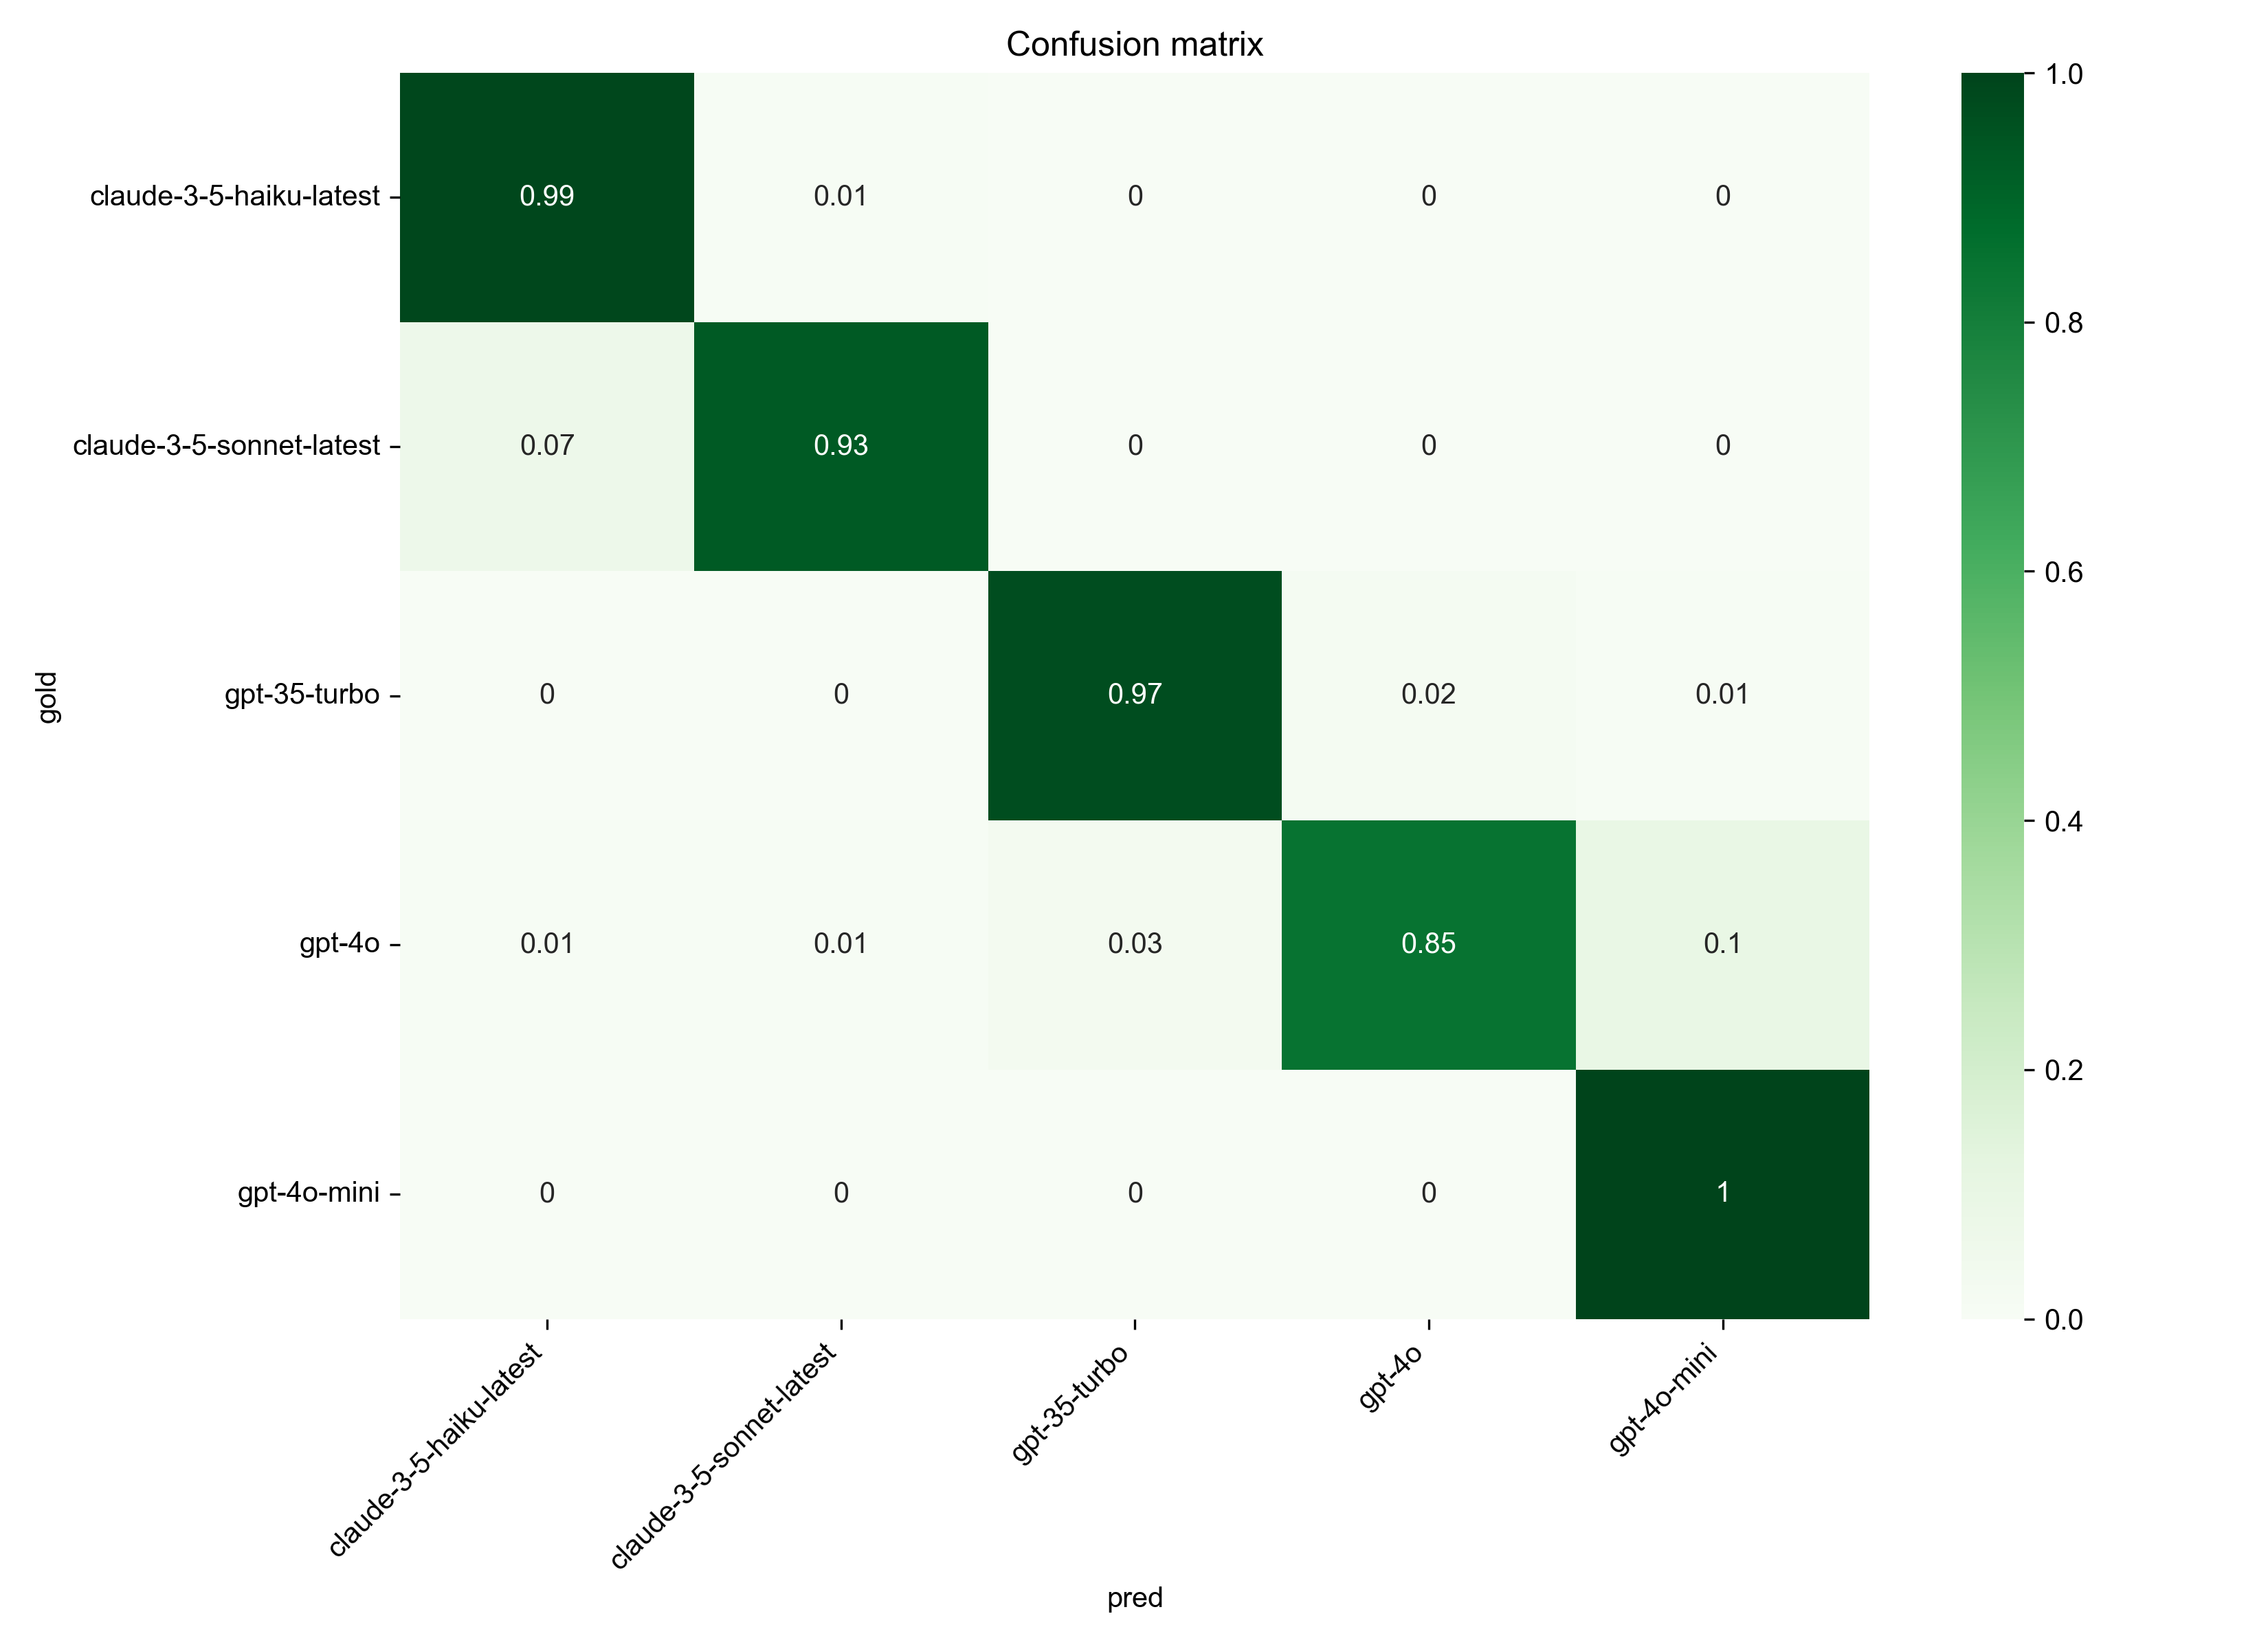 Confusion matrix
claude-3-5-haiku-latest 0.99 0.01 0 0 0
claude-3-5-sonnet-latest 0.07 0.93 0 0 0
gpt-35-turbo 0 0 0.97 0.02 0.01
gpt-4o 0.01 0.01 0.03 0.85 0.1
gpt-4o-mini 0 0 0 0 1
gold
claude-3-5-haiku-latest
claude-3-5-sonnet-latest
gpt-35-turbo
gpt-4o
gpt-4o-mini
pred
1.0
0.8
0.6
0.4
0.2
0.0